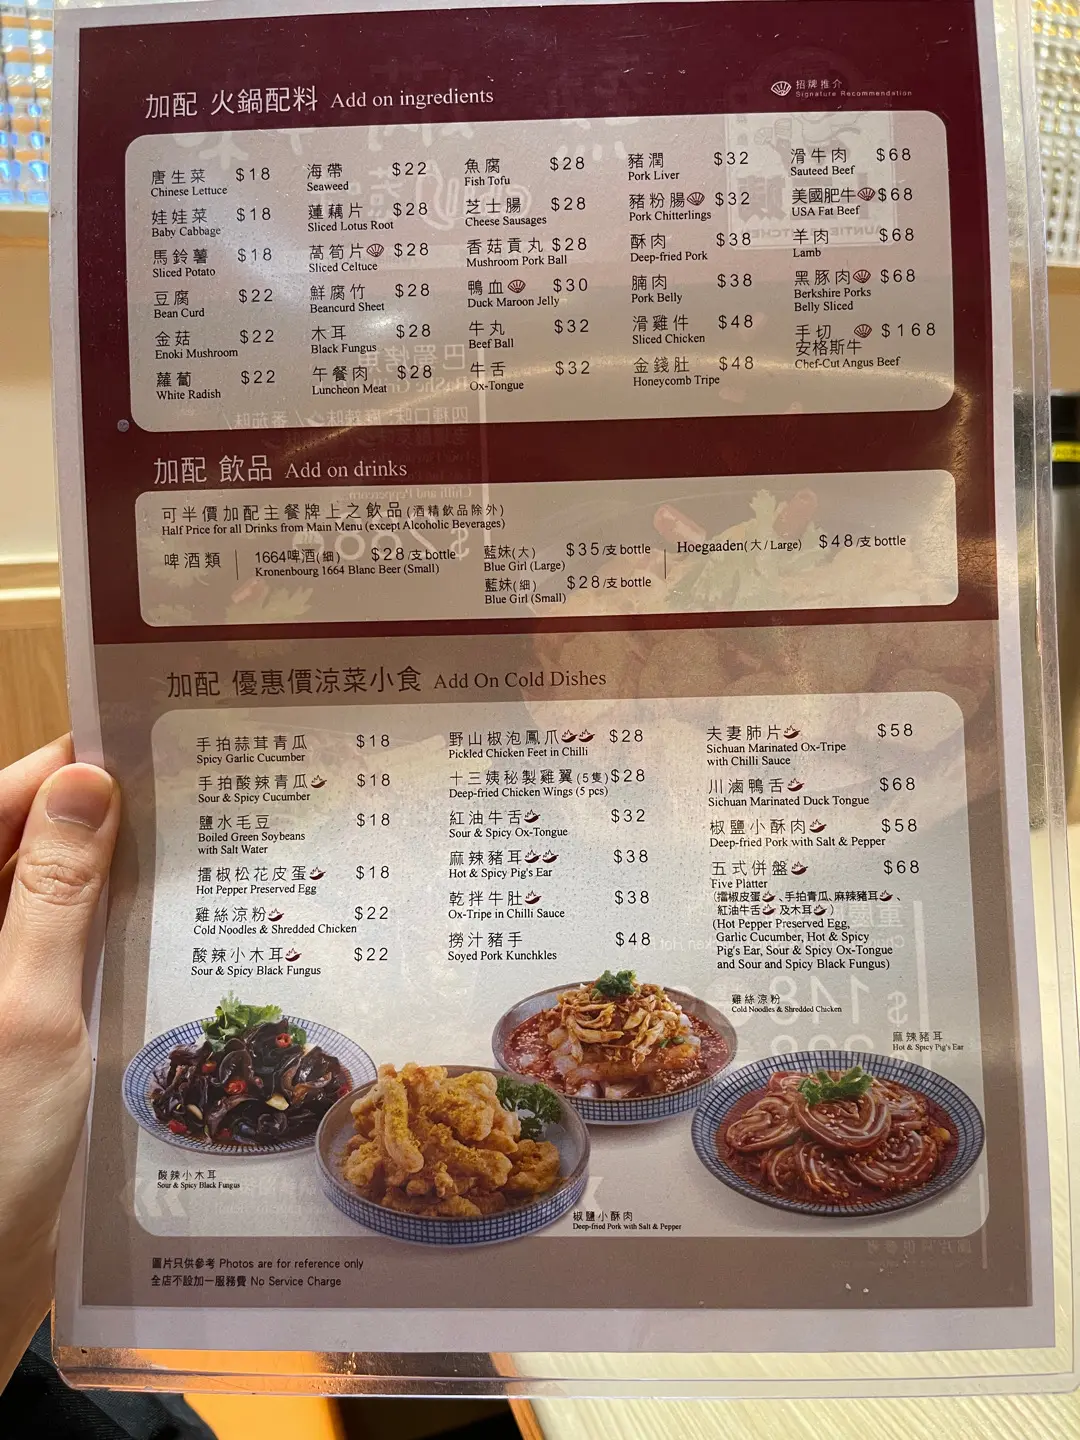 加配 火鍋配料 Add on ingredients
招牌推介
Signature Recommendation
唐生菜 $18
Chinese Lettuce
娃娃菜 $18
Baby Cabbage
馬鈴薯 $18
Sliced Potato
豆腐 $22
Bean Curd
金菇 $22
Enoki Mushroom
蘿蔔 $22
White Radish
海帶 $22
Seaweed
蓮藕片 $28
Sliced Lotus Root
萵筍片 $28
Sliced Celtuce
鮮腐竹 $28
Beancurd Sheet
木耳 $28
Black Fungus
午餐肉 $28
Luncheon Meat
魚腐 $28
Fish Tofu
芝士腸 $28
Cheese Sausages
香菇貢丸 $28
Mushroom Pork Ball
鴨血 $30
Duck Maroon Jelly
牛丸 $32
Beef Ball
牛舌 $32
Ox-Tongue
豬潤 $32
Pork Liver
豬粉腸 $32
Pork Chitterlings
酥肉 $38
Deep-fried Pork
腩肉 $38
Pork Belly
滑雞件 $48
Sliced Chicken
金錢肚 $48
Honeycomb Tripe
滑牛肉 $68
Sauteed Beef
美國肥牛 $68
USA Fat Beef
羊肉 $68
Lamb
黑豚肉 $68
Berkshire Porks
Belly Sliced
手切 $168
安格斯牛
Chef-Cut Angus Beef
加配 飲品 Add on drinks
可半價加配主餐牌上之飲品(酒精飲品除外)
Half Price for all Drinks from Main Menu (except Alcoholic Beverages)
啤酒類
1664啤酒(細) $28/支bottle
Kronenbourg 1664 Blanc Beer (Small)
藍妹(大) $35/支bottle
Blue Girl (Large)
藍妹(細) $28/支bottle
Blue Girl (Small)
Hoegaaden(大/Large) $48/支bottle
加配 優惠價涼菜小食 Add On Cold Dishes
手拍蒜茸青瓜 $18
Spicy Garlic Cucumber
手拍酸辣青瓜 $18
Sour & Spicy Cucumber
鹽水毛豆 $18
Boiled Green Soybeans
with Salt Water
擂椒松花皮蛋 $18
Hot Pepper Preserved Egg
雞絲涼粉 $22
Cold Noodles & Shredded Chicken
酸辣小木耳 $22
Sour & Spicy Black Fungus
野山椒泡鳳爪 $28
Pickled Chicken Feet in Chilli
十三姨秘製雞翼(5隻) $28
Deep-fried Chicken Wings (5 pcs)
紅油牛舌 $32
Sour & Spicy Ox-Tongue
麻辣豬耳 $38
Hot & Spicy Pig's Ear
乾拌牛肚 $38
Ox-Tripe in Chilli Sauce
撈汁豬手 $48
Soyed Pork Kunchkles
夫妻肺片 $58
Sichuan Marinated Ox-Tripe
with Chilli Sauce
川滷鴨舌 $68
Sichuan Marinated Duck Tongue
椒鹽小酥肉 $58
Deep-fried Pork with Salt & Pepper
五式併盤 $68
Five Platter
(擂椒皮蛋、手拍青瓜、麻辣豬耳、
紅油牛舌及木耳)
(Hot Pepper Preserved Egg,
Garlic Cucumber, Hot & Spicy
Pig's Ear, Sour & Spicy Ox-Tongue
and Sour and Spicy Black Fungus)
雞絲涼粉
Cold Noodles & Shredded Chicken
麻辣豬耳
Hot & Spicy Pig's Ear
酸辣小木耳
Sour & Spicy Black Fungus
椒鹽小酥肉
Deep-fried Pork with Salt & Pepper
圖片只供參考 Photos are for reference only
全店不設加一服務費 No Service Charge